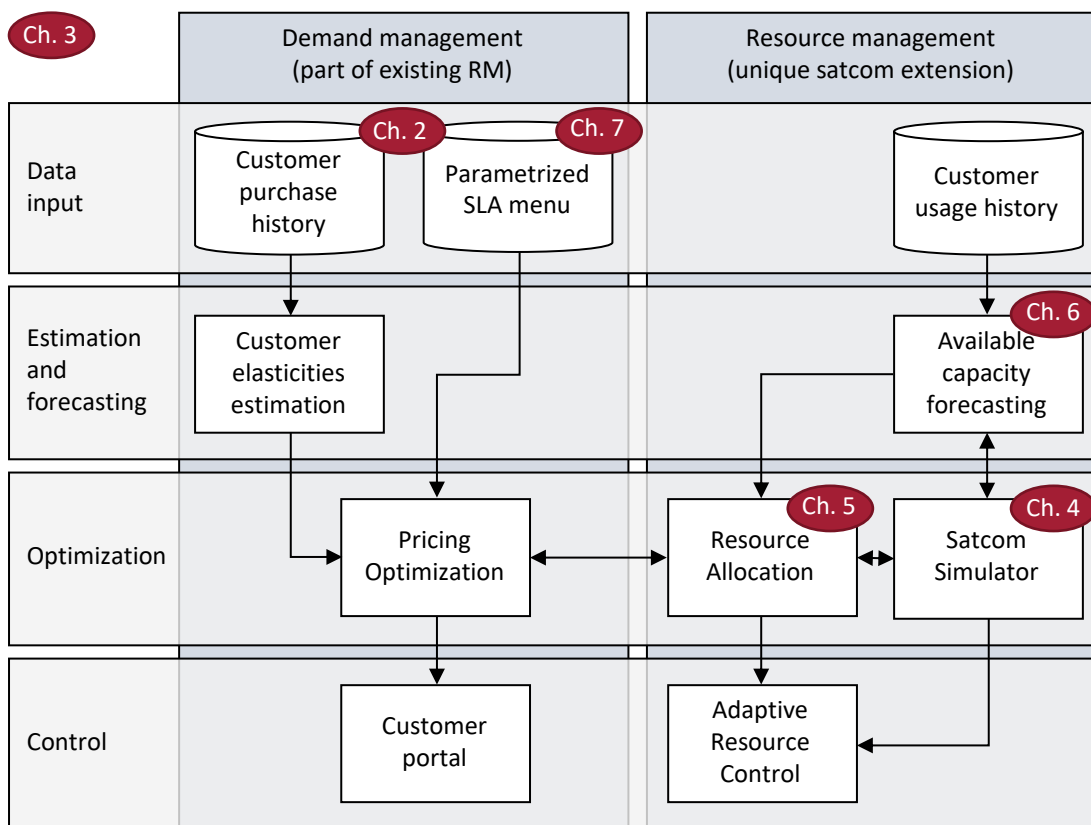 Ch. 3
Demand management
(part of existing RM)
Resource management
(unique satcom extension)
Data
input
Ch. 2
Customer
purchase
history
Ch. 7
Parametrized
SLA menu
Customer
usage history
Estimation
and
forecasting
Customer
elasticities
estimation
Ch. 6
Available
capacity
forecasting
Optimization
Pricing
Optimization
Ch. 5
Resource
Allocation
Ch. 4
Satcom
Simulator
Control
Customer
portal
Adaptive
Resource
Control